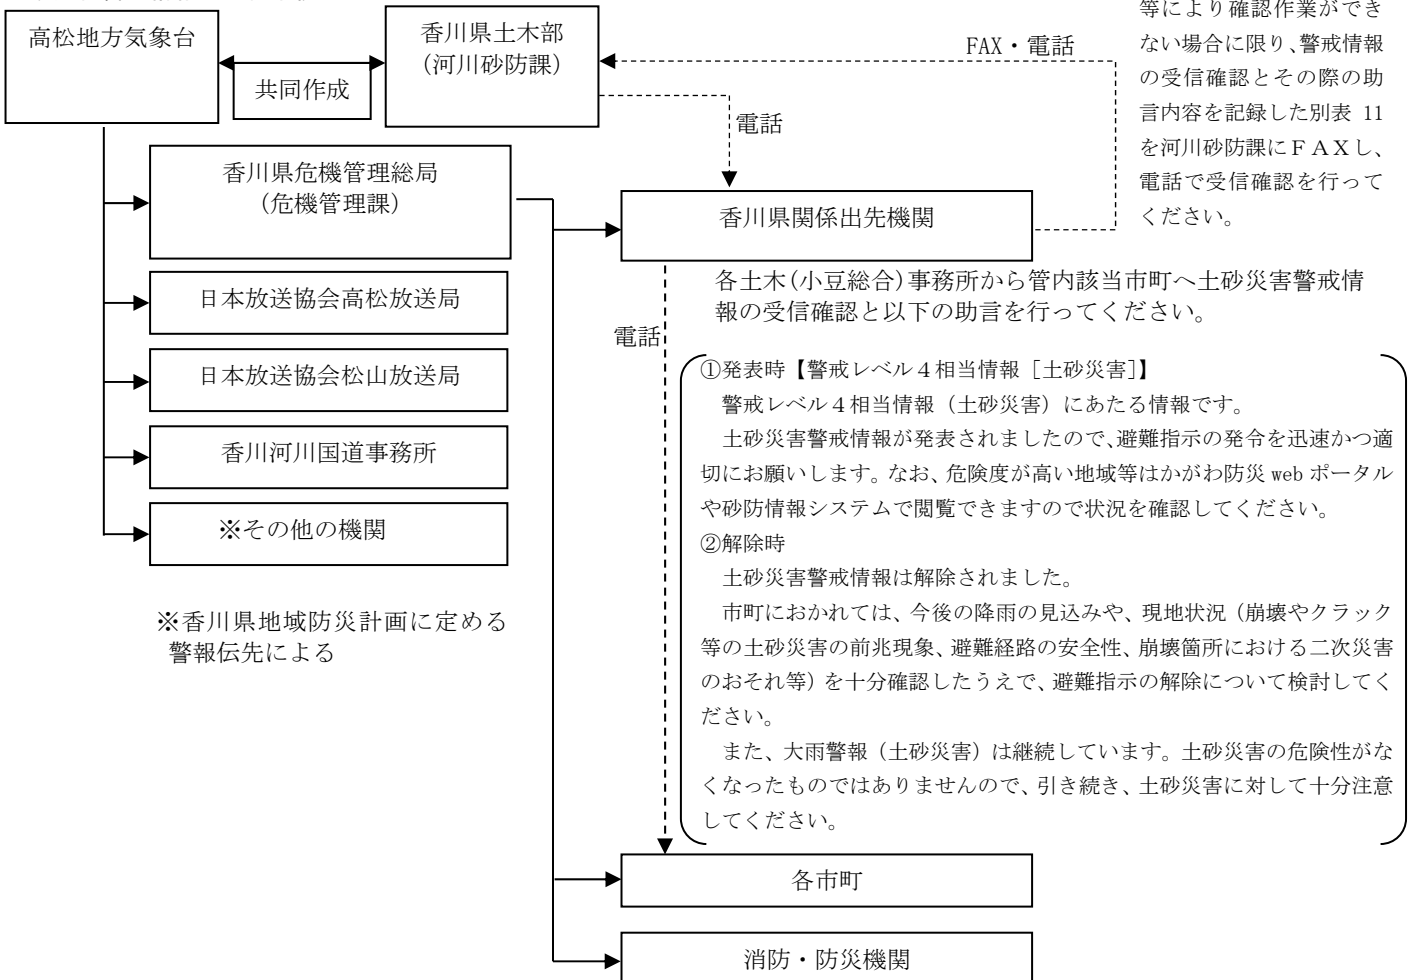 高松地方気象台
香川県土木部
(河川砂防課)
共同作成
FAX・電話
電話
等により確認作業ができ
ない場合に限り、警戒情報
の受信確認とその際の助
言内容を記録した別表 11
を河川砂防課にＦＡＸし、
電話で受信確認を行って
ください。
香川県危機管理総局
(危機管理課)
香川県関係出先機関
日本放送協会高松放送局
日本放送協会松山放送局
香川河川国道事務所
※その他の機関
※香川県地域防災計画に定める
警報伝先による
各土木(小豆総合)事務所から管内該当市町へ土砂災害警戒情
報の受信確認と以下の助言を行ってください。
電話
①発表時【警戒レベル４相当情報［土砂災害］】
警戒レベル４相当情報（土砂災害）にあたる情報です。
土砂災害警戒情報が発表されましたので、避難指示の発令を迅速かつ適
切にお願いします。なお、危険度が高い地域等はかがわ防災 web ポータル
や砂防情報システムで閲覧できますので状況を確認してください。
②解除時
土砂災害警戒情報は解除されました。
市町におかれては、今後の降雨の見込みや、現地状況（崩壊やクラック
等の土砂災害の前兆現象、避難経路の安全性、崩壊箇所における二次災害
のおそれ等）を十分確認したうえで、避難指示の解除について検討してく
ださい。
また、大雨警報（土砂災害）は継続しています。土砂災害の危険性がな
くなったものではありませんので、引き続き、土砂災害に対して十分注意
してください。
各市町
消防・防災機関